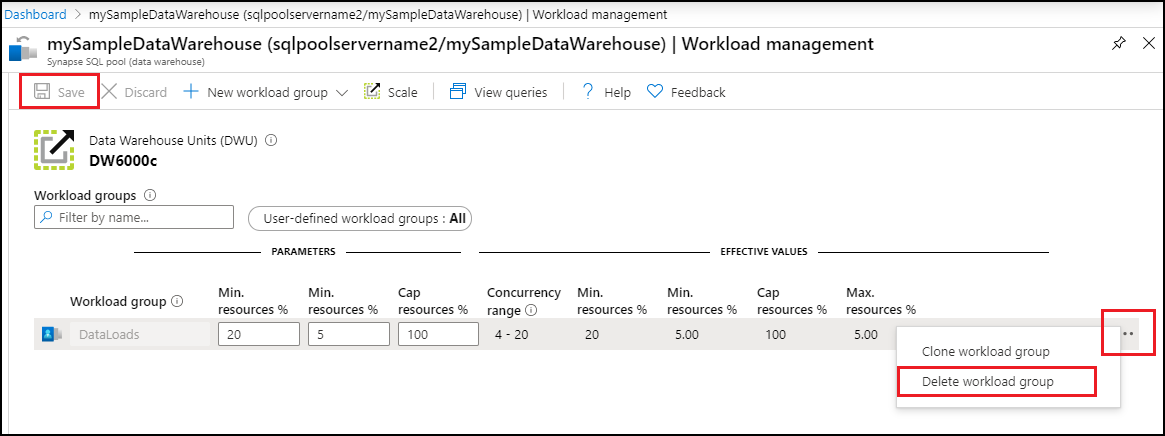 Dashboard > mySampleDataWarehouse (sqlpoolservername2/mySampleDataWarehouse) | Workload management
mySampleDataWarehouse (sqlpoolservername2/mySampleDataWarehouse) | Workload management
Synapse SQL pool (data warehouse)
Save Discard New workload group Scale View queries Help Feedback
Data Warehouse Units (DWU)
DW6000c
Workload groups
Filter by name... User-defined workload groups : All
PARAMETERS EFFECTIVE VALUES
Min. Min. Cap Concurrency Min. Min. Cap Max.
Workload group resources % resources % resources % range resources % resources % resources % resources %
DataLoads 20 5 100 4 - 20 20 5.00 100 5.00
Clone workload group
Delete workload group